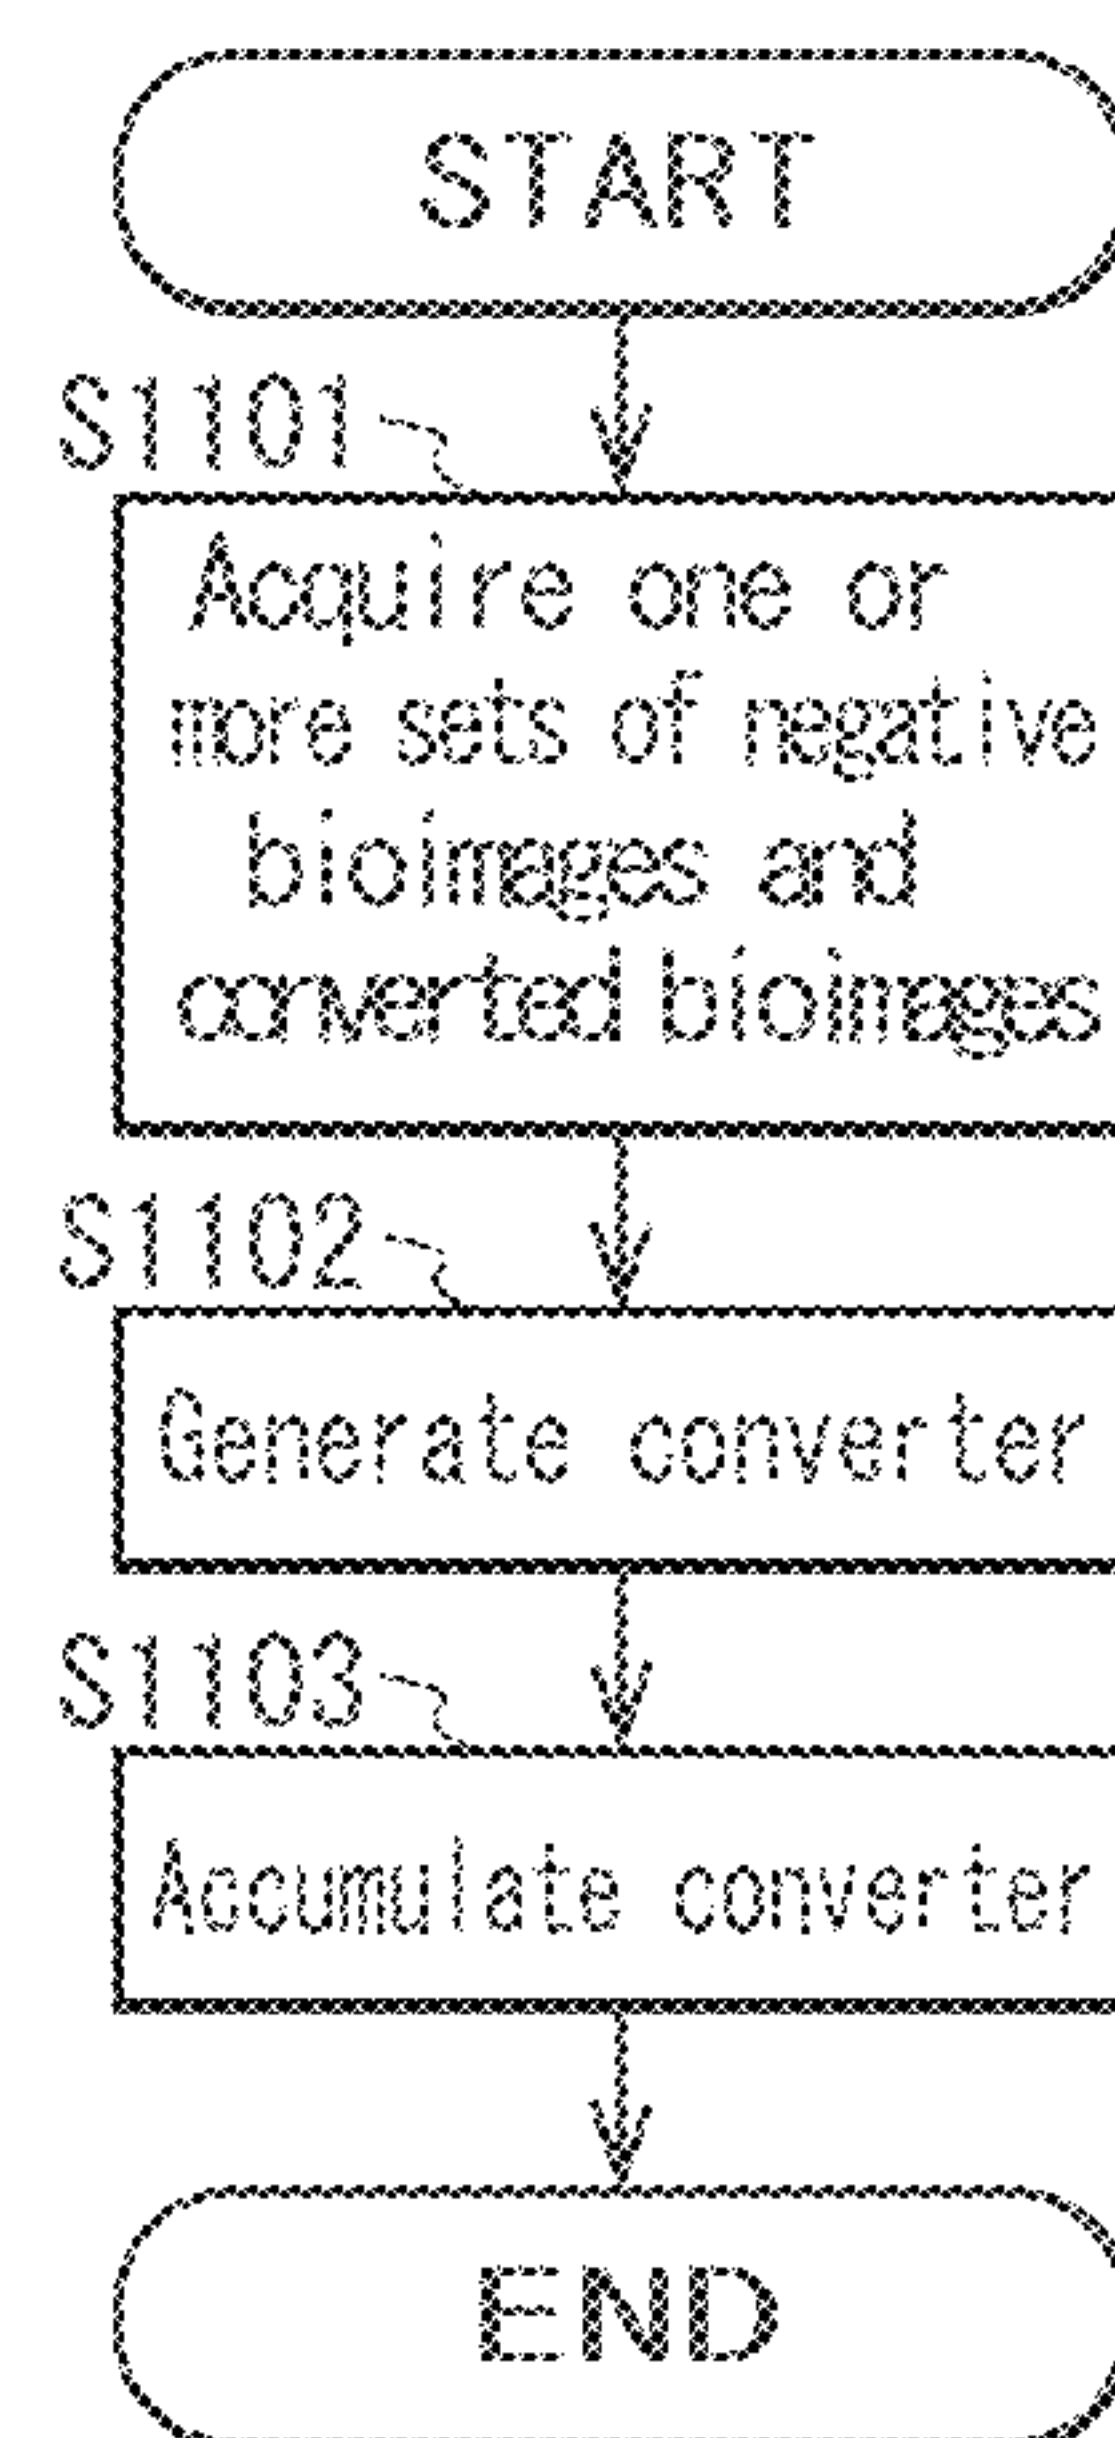 START
S1101
Acquire one or
more sets of negative
bioimages and
converted bioimages
S1102
Generate converter
S1103
Accumulate converter
END